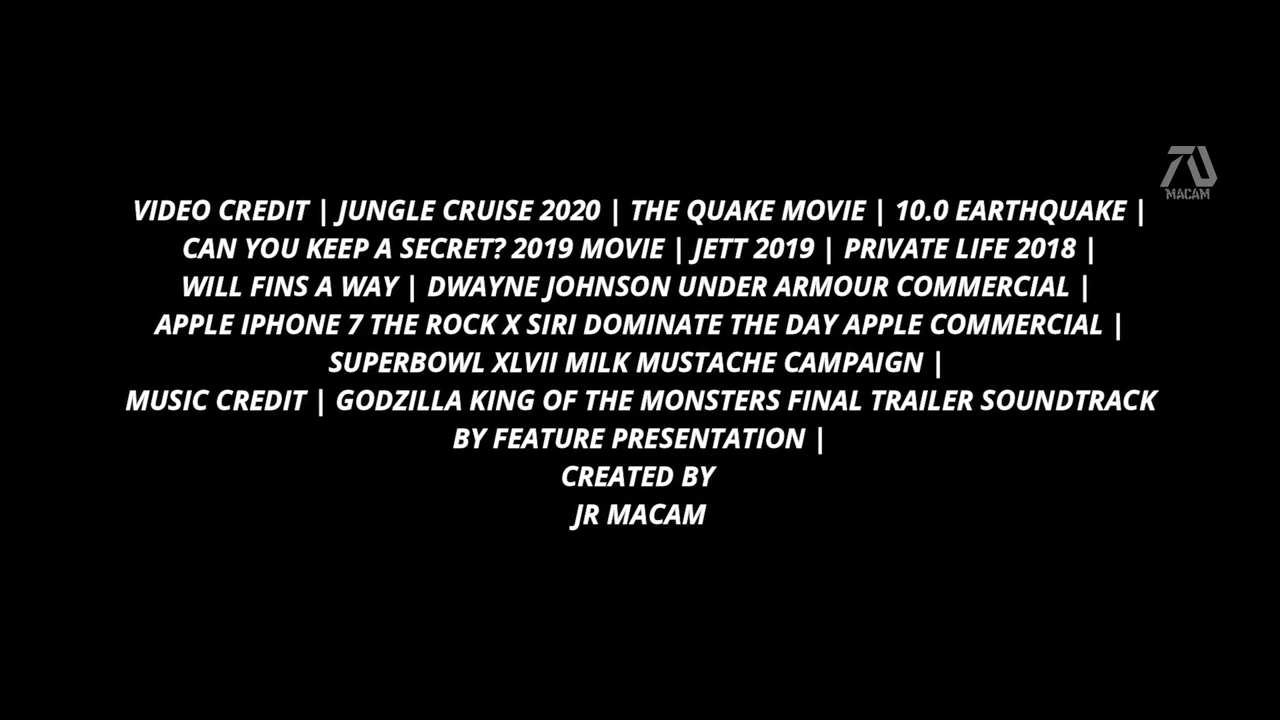 VIDEO CREDIT | JUNGLE CRUISE 2020 | THE QUAKE MOVIE | 10.0 EARTHQUAKE |
CAN YOU KEEP A SECRET? 2019 MOVIE | JETT 2019 | PRIVATE LIFE 2018 |
WILL FINS A WAY | DWAYNE JOHNSON UNDER ARMOUR COMMERCIAL |
APPLE IPHONE 7 THE ROCK X SIRI DOMINATE THE DAY APPLE COMMERCIAL |
SUPERBOWL XLVII MILK MUSTACHE CAMPAIGN |
MUSIC CREDIT | GODZILLA KING OF THE MONSTERS FINAL TRAILER SOUNDTRACK
BY FEATURE PRESENTATION |
CREATED BY
JR MACAM
MACAM